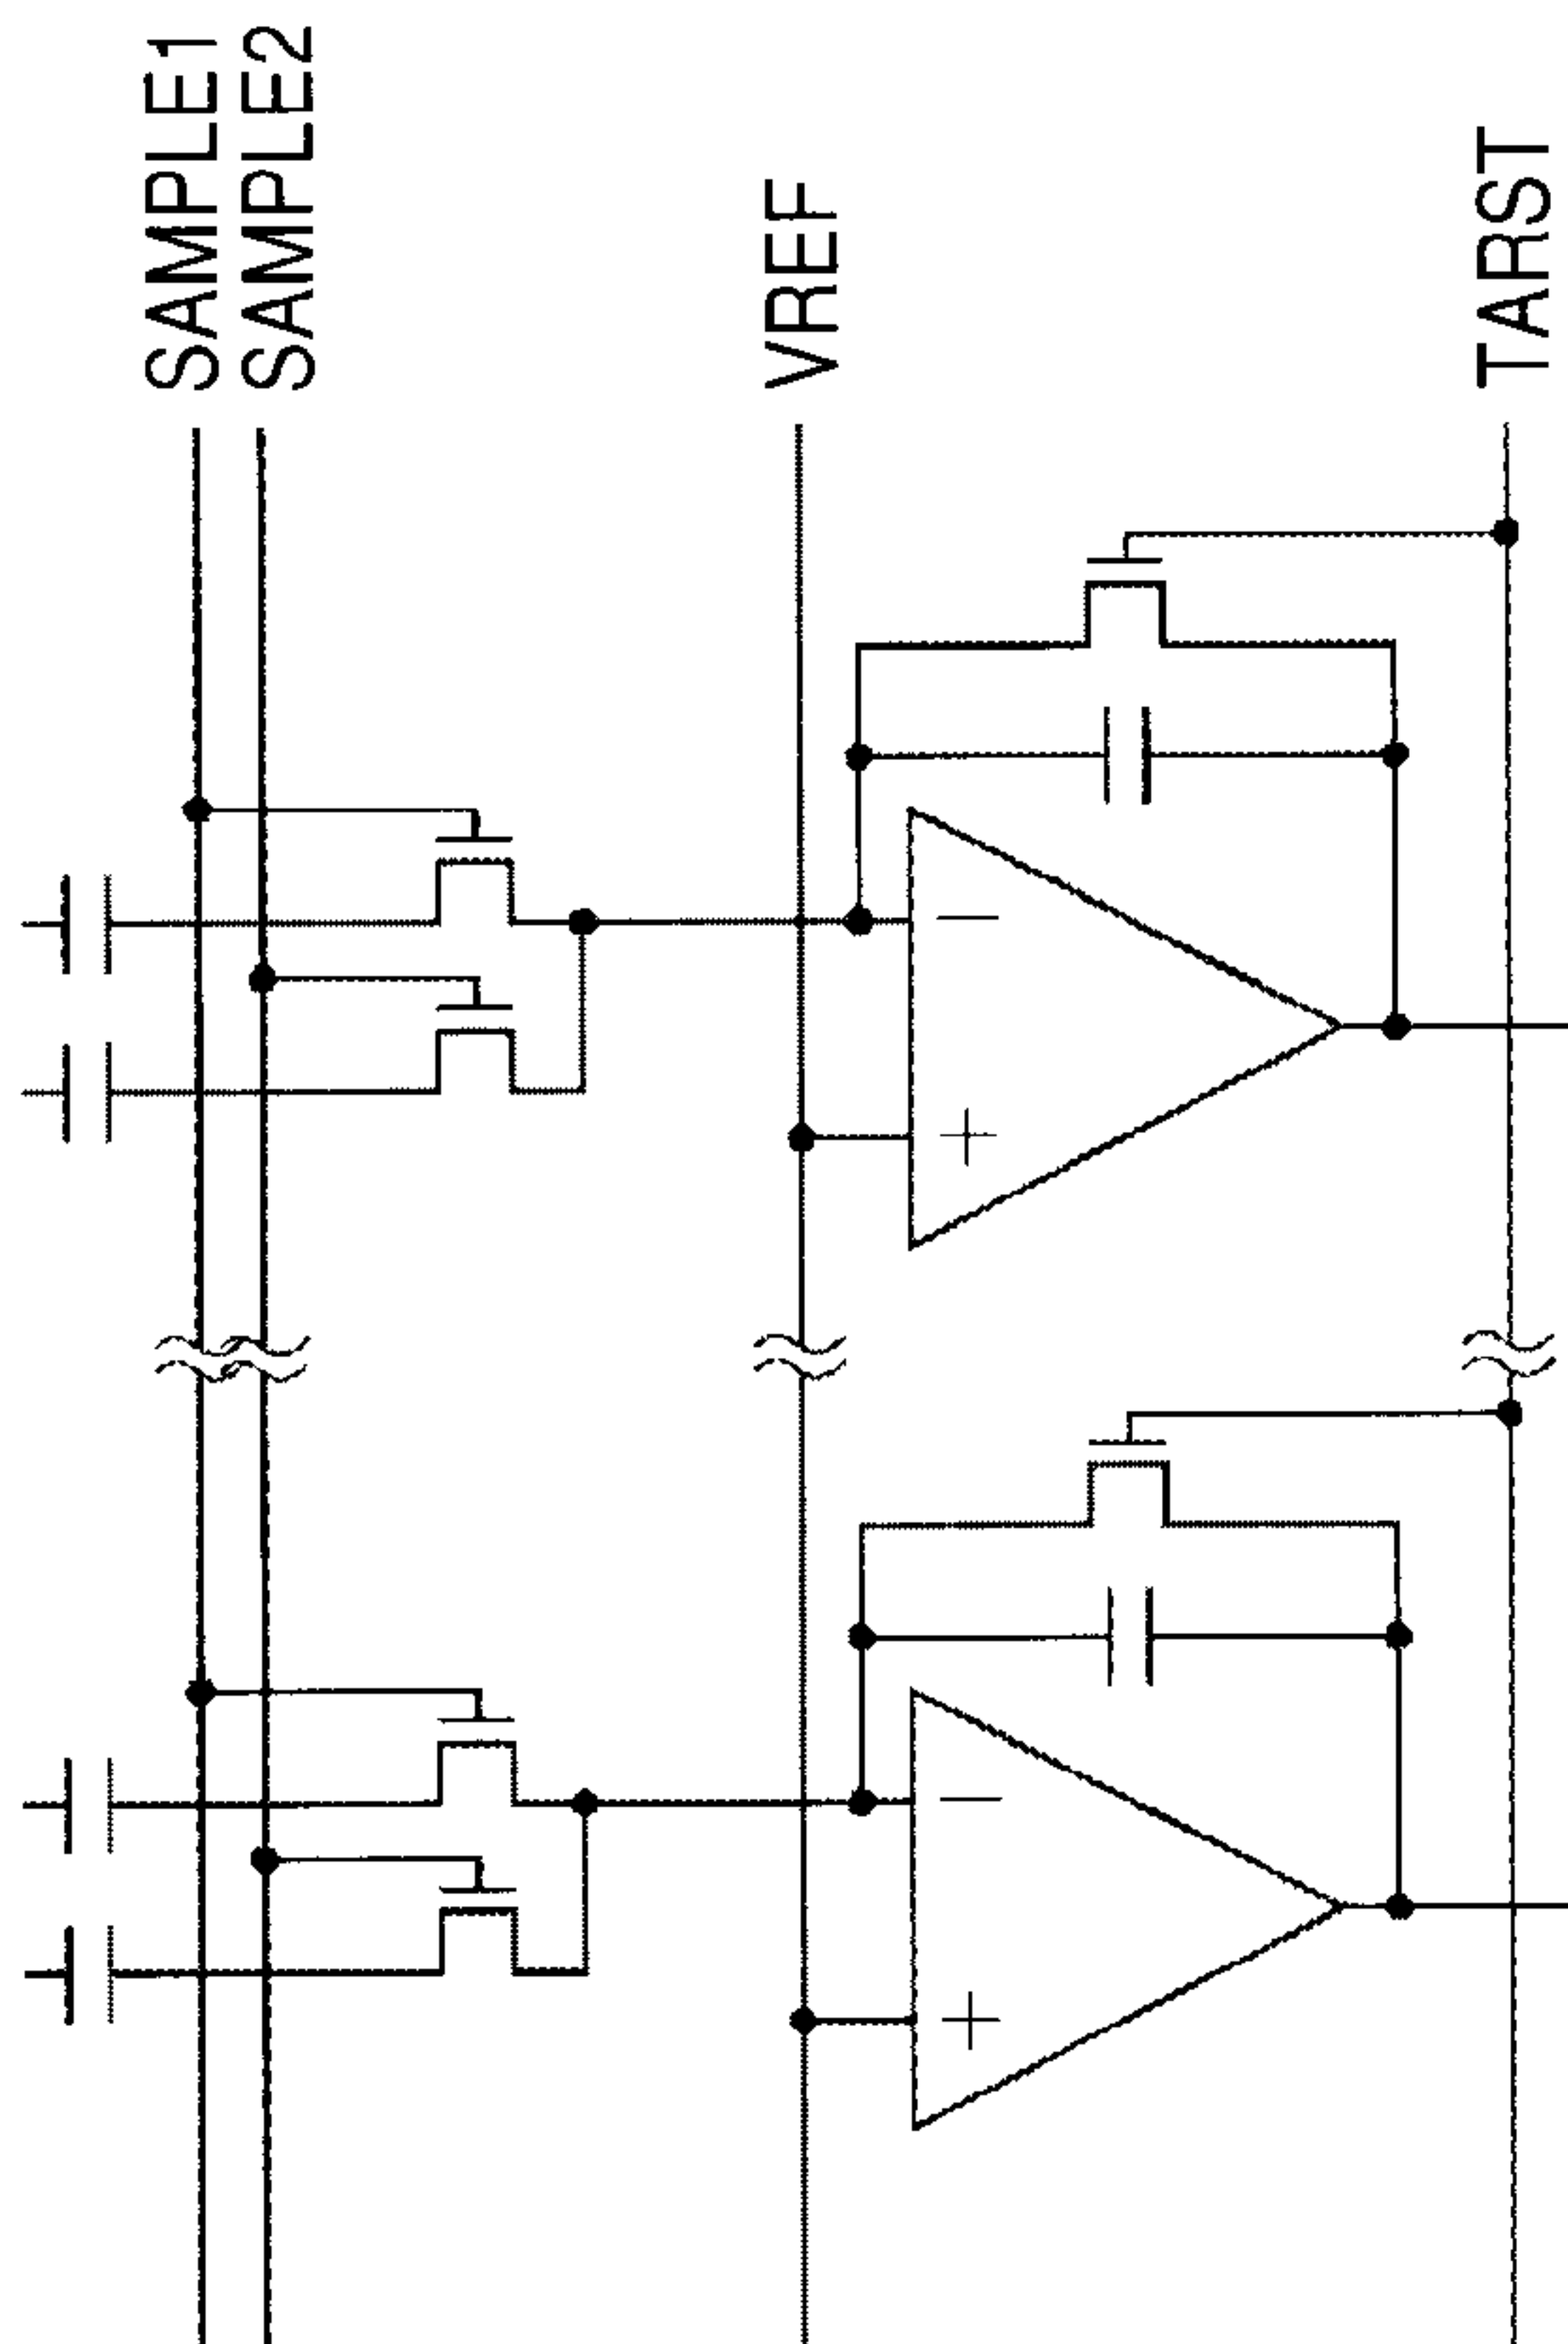 SAMPLE1
SAMPLE2
VREF
TARST
−
+
−
+